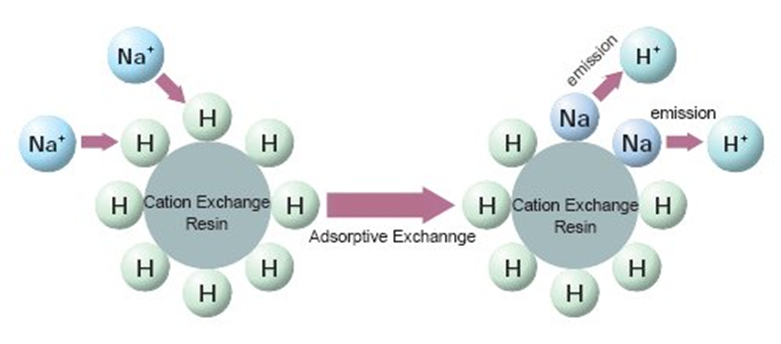 Na⁺
Na⁺
H
H
H
H
H
H
H
H
Cation Exchange
Resin
Adsorptive Exchannge
emission
H⁺
Na
Na
emission
H⁺
H
H
H
H
H
H
Cation Exchange
Resin